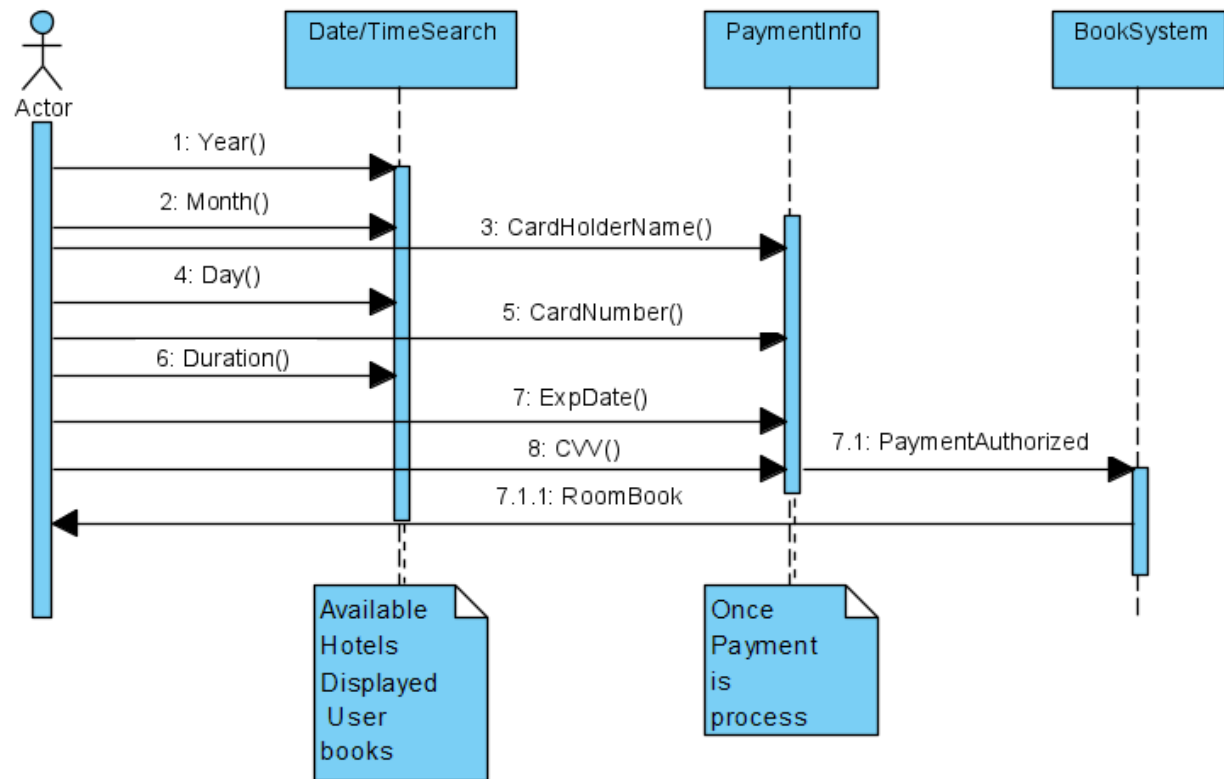 Date/TimeSearch
PaymentInfo
BookSystem
Actor
1: Year()
2: Month()
3: CardHolderName()
4: Day()
5: CardNumber()
6: Duration()
7: ExpDate()
8: CVV()
7.1: PaymentAuthorized
7.1.1: RoomBook
Available
Hotels
Displayed
User
books
Once
Payment
is
process